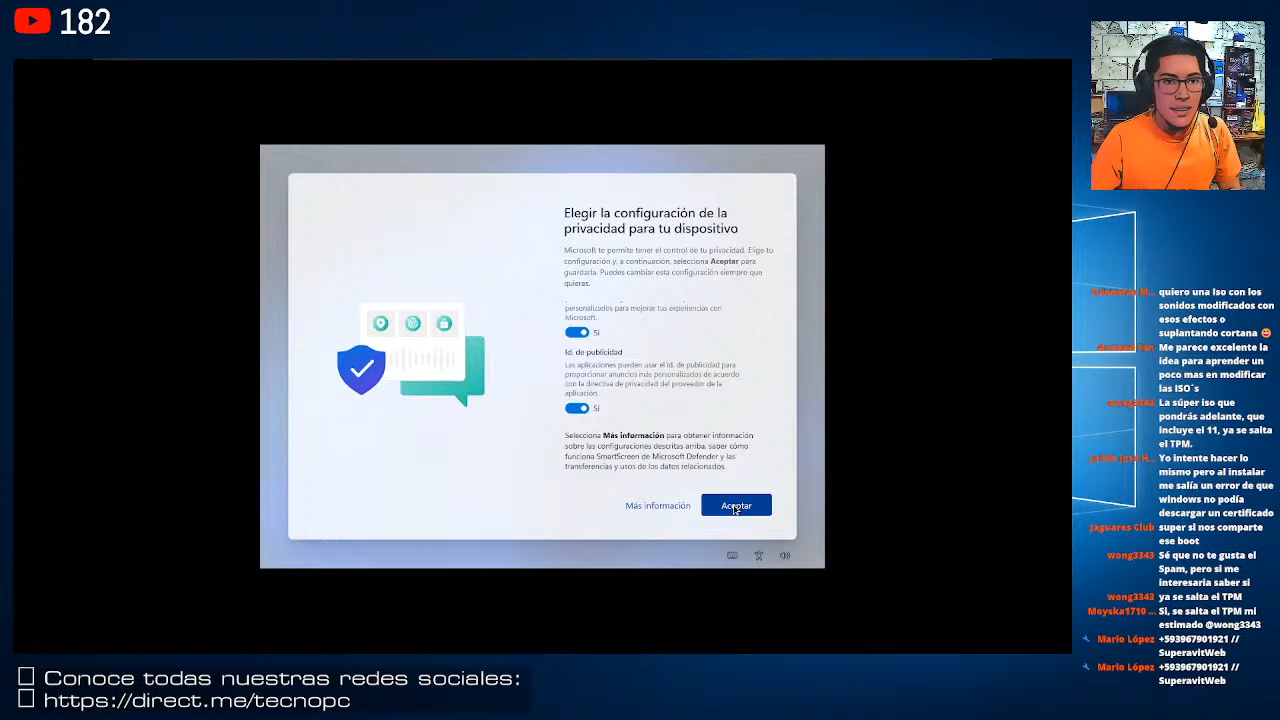 182
Elegir la configuración de la
privacidad para tu dispositivo
Microsoft te permite tener el control de tu privacidad. Elige tu
configuración y, a continuación, selecciona Aceptar para
guardarla. Puedes cambiar esta configuración siempre que
quieras.
personalizados para mejorar tus experiencias con
Microsoft.
Sí
Id. de publicidad
Las aplicaciones pueden usar el id. de publicidad para
proporcionar anuncios más personalizados de acuerdo
con la directiva de privacidad del proveedor de la
aplicación.
Sí
Selecciona Más información para obtener información
sobre las configuraciones descritas arriba, saber cómo
funciona SmartScreen de Microsoft Defender y las
transferencias y usos de los datos relacionados.
Más información
Aceptar
quiero una Iso con los
sonidos modificados con
esos efectos o
suplantando cortana 😃
Me parece excelente la
idea para aprender un
poco mas en modificar
las ISO´s
wong3343 La súper iso que
pondrás adelante, que
incluye el 11, ya se salta
el TPM.
Yo intente hacer lo
mismo pero al instalar
me salía un error de que
windows no podía
descargar un certificado
Jaguares Club super si nos comparte
ese boot
wong3343 Sé que no te gusta el
Spam, pero si me
interesaría saber si
wong3343 ya se salta el TPM
Moyska1710 ... Si, se salta el TPM mi
estimado @wong3343
Mario López +593967901921 //
SuperavitWeb
Mario López +593967901921 //
SuperavitWeb
Conoce todas nuestras redes sociales:
https://direct.me/tecnopc